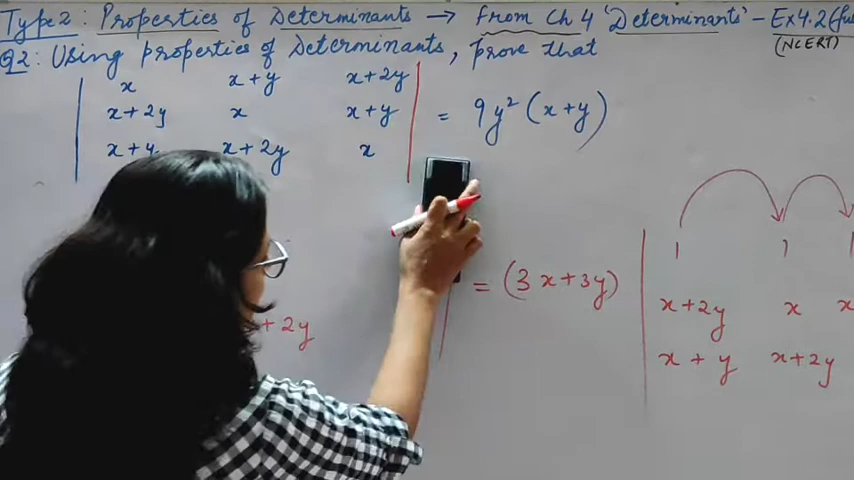 Type 2: Properties of Determinants → From Ch 4 'Determinants' - Ex 4.2
(NCERT)
Q2: Using properties of Determinants, prove that
x x+y x+2y
x+2y x x+y = 9y² (x+y)
x+y x+2y x
1 1 1
= (3x+3y)
x+2y x x
+2y
x+y x+2y